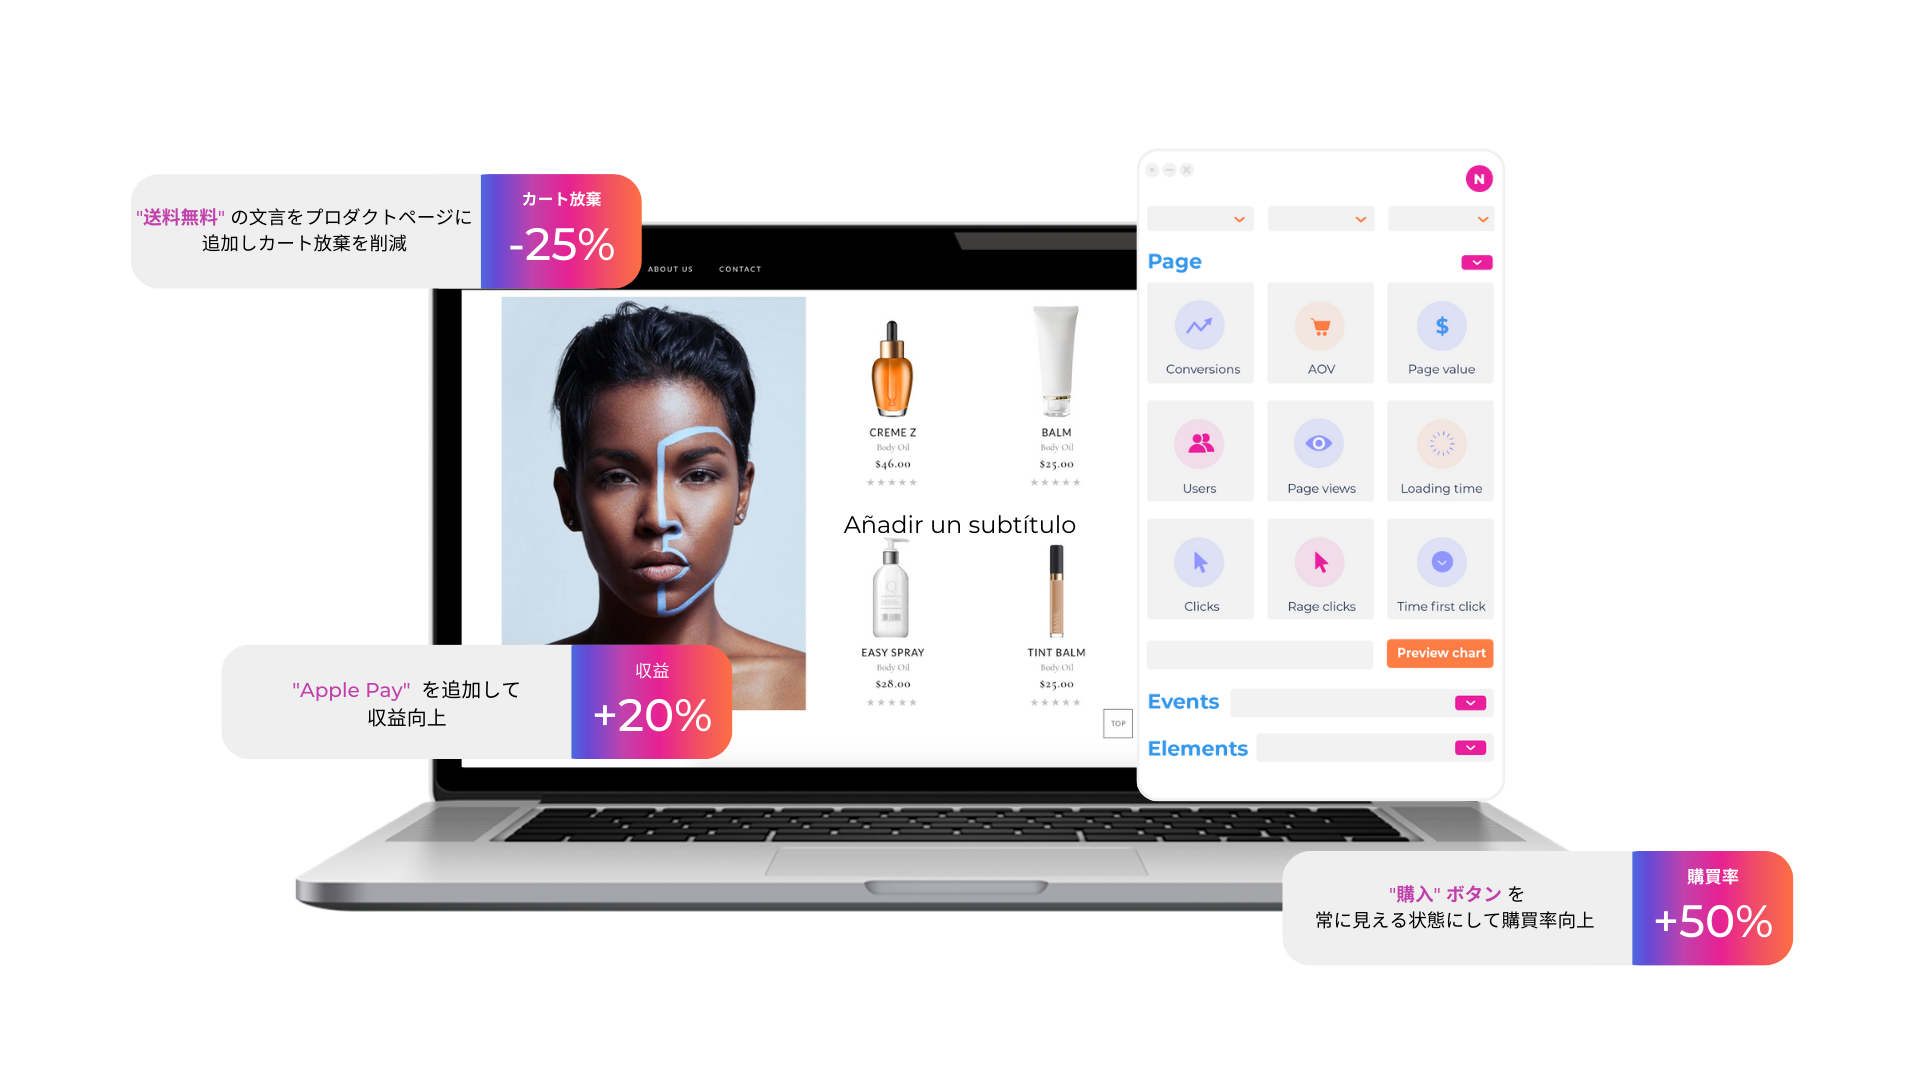 "送料無料" の文言をプロダクトページに
追加しカート放棄を削減
カート放棄
-25%
ABOUT US
CONTACT
CREME Z
Body Oil
$46.00
BALM
Body Oil
$25.00
Añadir un subtítulo
EASY SPRAY
Body Oil
$28.00
TINT BALM
Body Oil
$25.00
TOP
"Apple Pay" を追加して
収益向上
収益
+20%
N
Page
Conversions
AOV
$
Page value
Users
Page views
Loading time
Clicks
Rage clicks
Time first click
Preview chart
Events
Elements
"購入" ボタン を
常に見える状態にして購買率向上
購買率
+50%